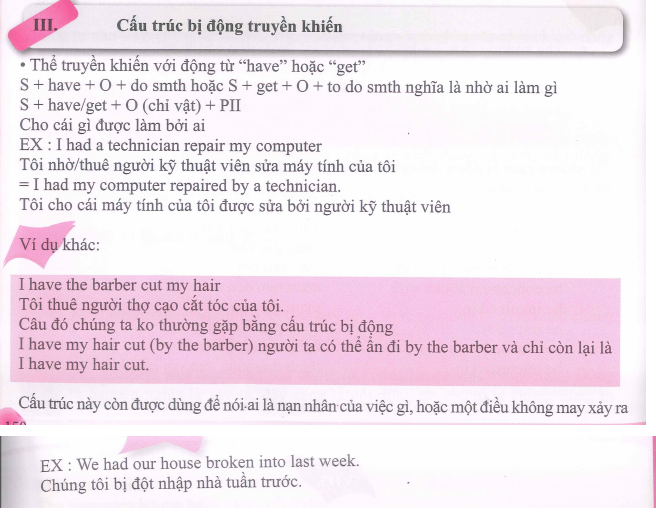 III. Cấu trúc bị động truyền khiến
• Thể truyền khiến với động từ “have” hoặc “get”
S + have + O + do smth hoặc S + get + O + to do smth nghĩa là nhờ ai làm gì
S + have/get + O (chỉ vật) + PII
Cho cái gì được làm bởi ai
EX : I had a technician repair my computer
Tôi nhờ/thuê người kỹ thuật viên sửa máy tính của tôi
= I had my computer repaired by a technician.
Tôi cho cái máy tính của tôi được sửa bởi người kỹ thuật viên
Ví dụ khác:
I have the barber cut my hair
Tôi thuê người thợ cạo cắt tóc của tôi.
Câu đó chúng ta ko thường gặp bằng cấu trúc bị động
I have my hair cut (by the barber) người ta có thể ẩn đi by the barber và chỉ còn lại là
I have my hair cut.
Cấu trúc này còn được dùng để nói ai là nạn nhân của việc gì, hoặc một điều không may xảy ra
EX : We had our house broken into last week.
Chúng tôi bị đột nhập nhà tuần trước.